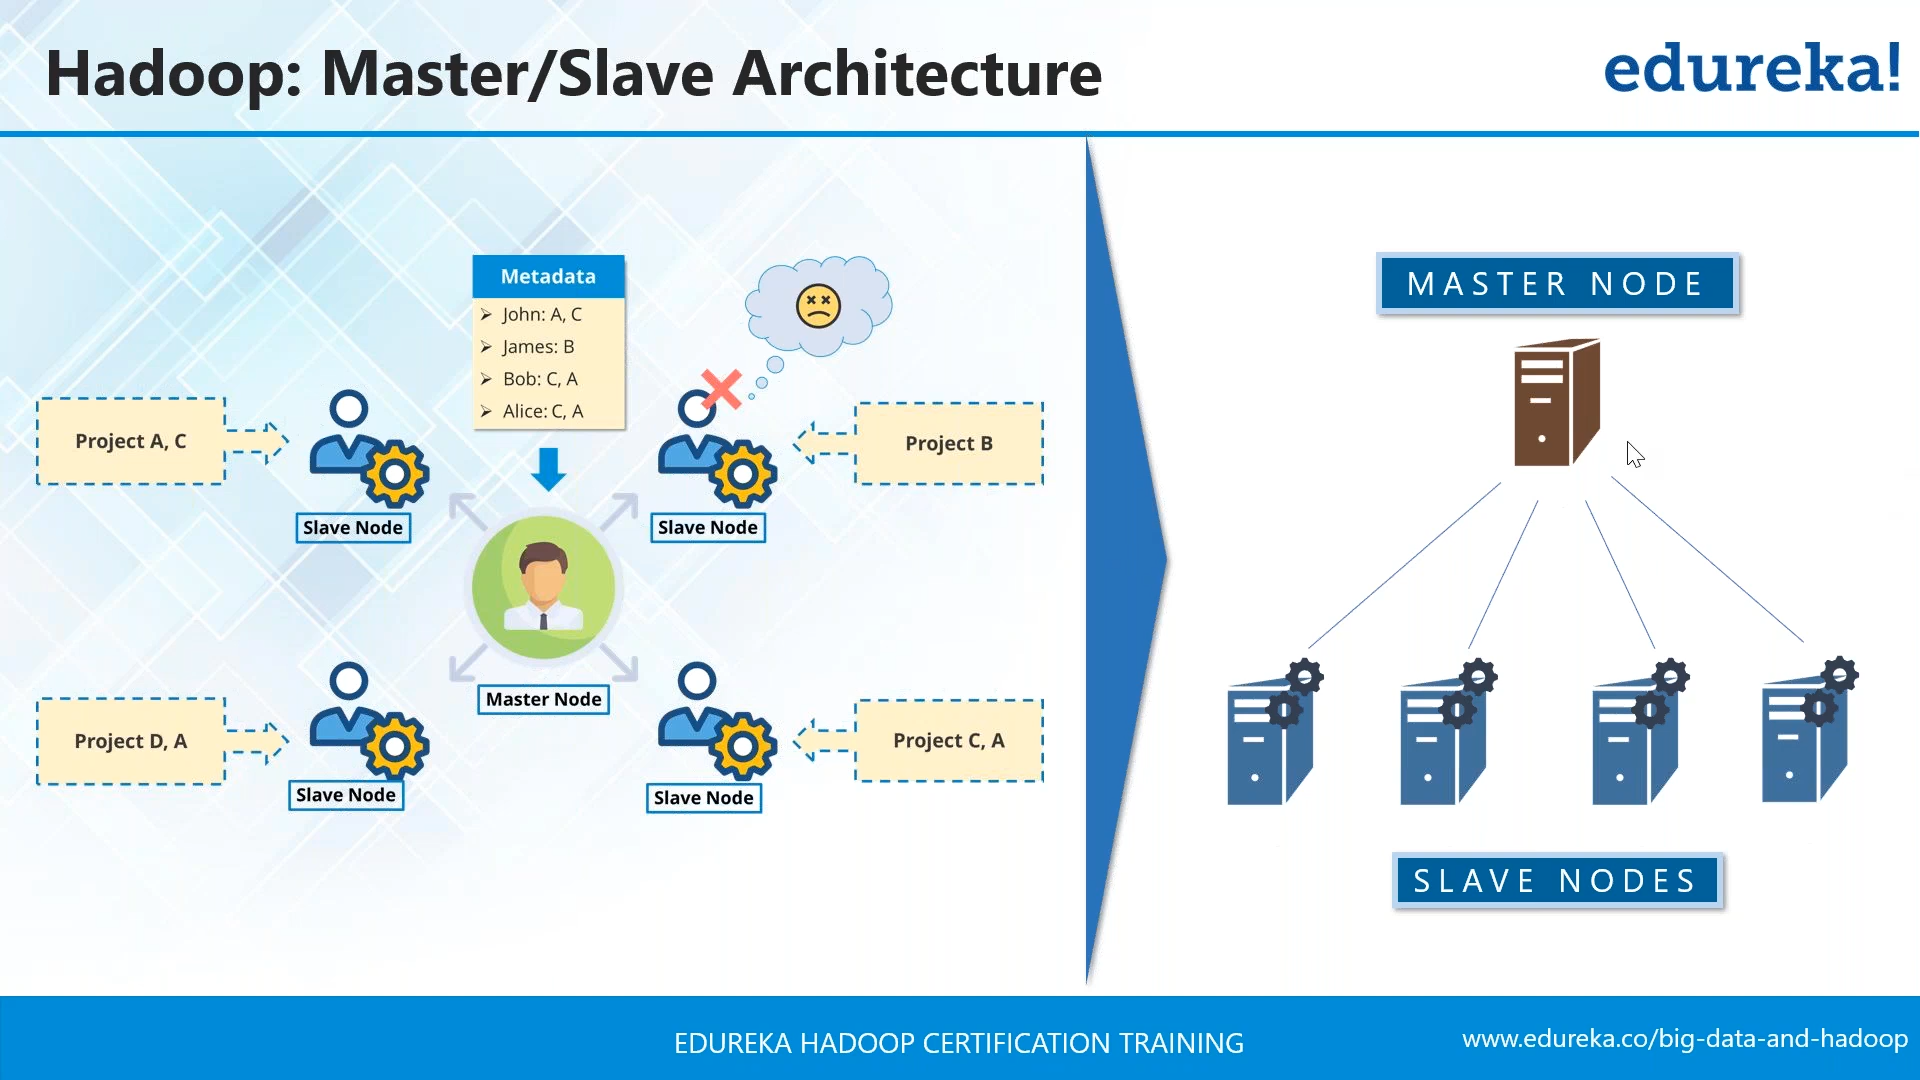 Hadoop: Master/Slave Architecture
edureka!
Metadata
➢ John: A, C
➢ James: B
➢ Bob: C, A
➢ Alice: C, A
Project A, C
Slave Node
Project B
Slave Node
Master Node
Project D, A
Slave Node
Project C, A
Slave Node
MASTER NODE
SLAVE NODES
EDUREKA HADOOP CERTIFICATION TRAINING
www.edureka.co/big-data-and-hadoop